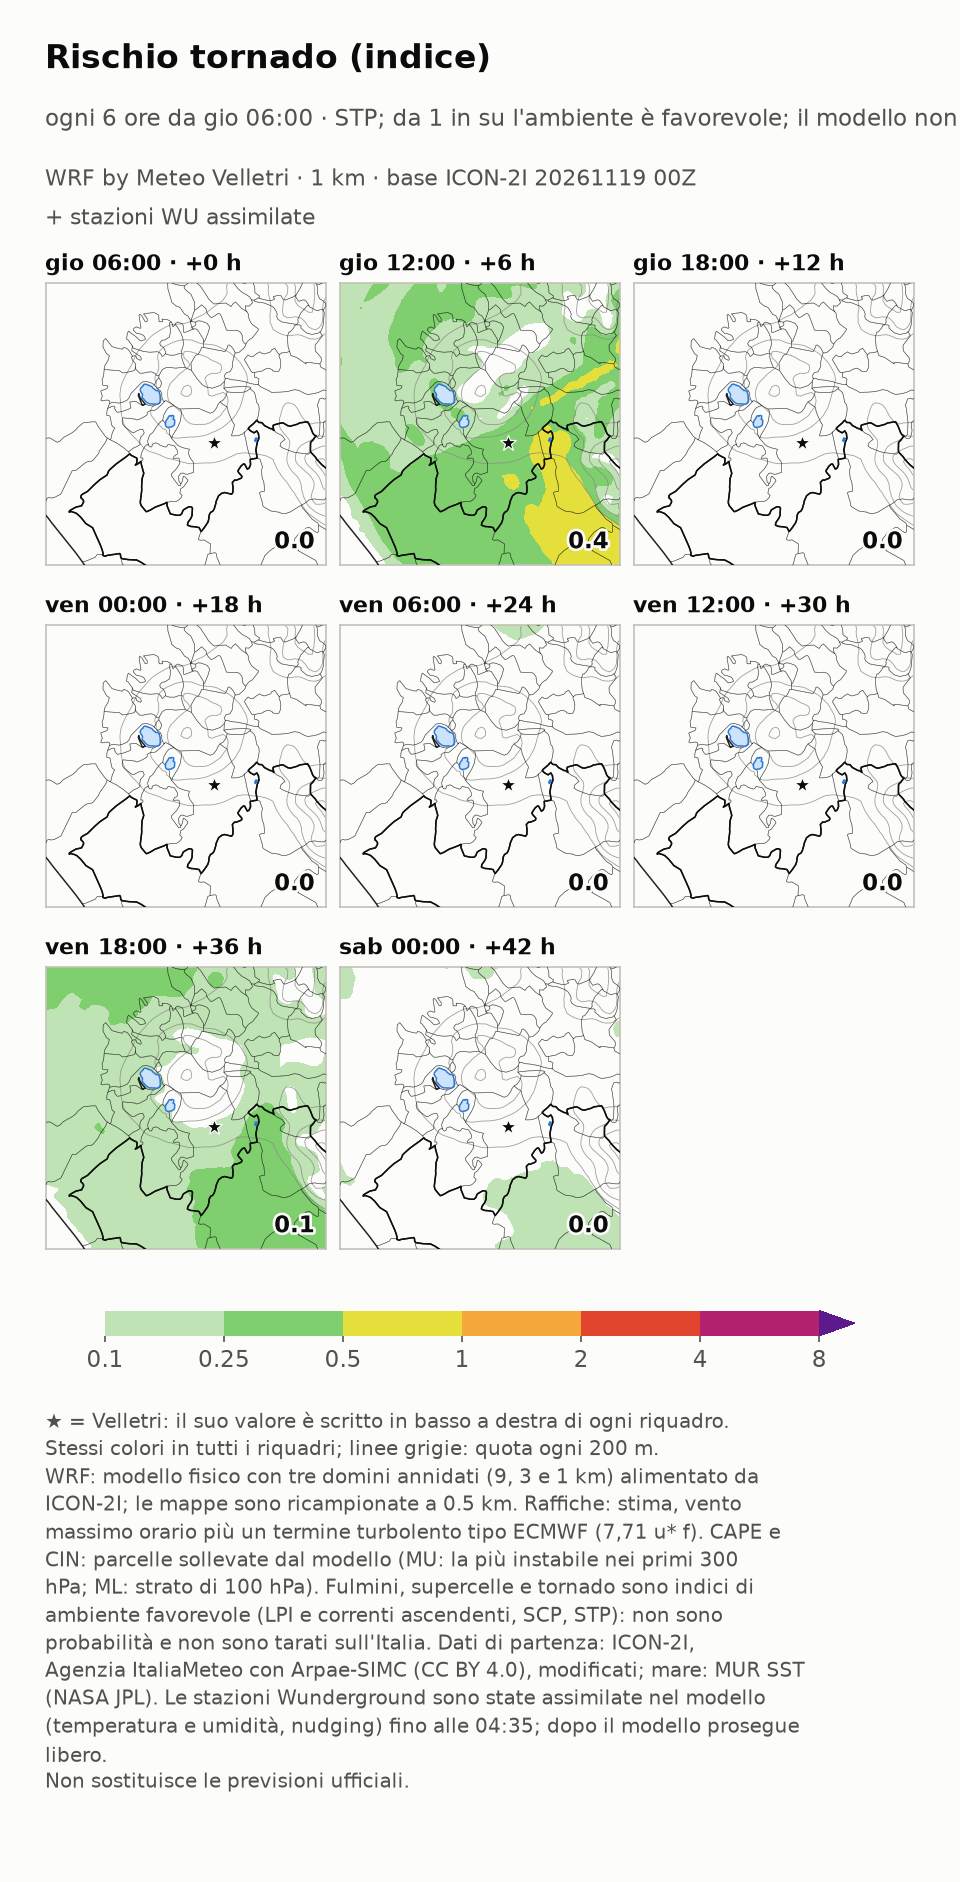 Rischio tornado (indice)
ogni 6 ore da gio 06:00 · STP; da 1 in su l'ambiente è favorevole; il modello non
WRF by Meteo Velletri · 1 km · base ICON-2I 20261119 00Z
+ stazioni WU assimilate
gio 06:00 · +0 h
gio 12:00 · +6 h
gio 18:00 · +12 h
0.0
0.4
0.0
ven 00:00 · +18 h
ven 06:00 · +24 h
ven 12:00 · +30 h
0.0
0.0
0.0
ven 18:00 · +36 h
sab 00:00 · +42 h
0.1
0.0
0.1 0.25 0.5 1 2 4 8
★ = Velletri: il suo valore è scritto in basso a destra di ogni riquadro.
Stessi colori in tutti i riquadri; linee grigie: quota ogni 200 m.
WRF: modello fisico con tre domini annidati (9, 3 e 1 km) alimentato da
ICON-2I; le mappe sono ricampionate a 0.5 km. Raffiche: stima, vento
massimo orario più un termine turbolento tipo ECMWF (7,71 u* f). CAPE e
CIN: parcelle sollevate dal modello (MU: la più instabile nei primi 300
hPa; ML: strato di 100 hPa). Fulmini, supercelle e tornado sono indici di
ambiente favorevole (LPI e correnti ascendenti, SCP, STP): non sono
probabilità e non sono tarati sull'Italia. Dati di partenza: ICON-2I,
Agenzia ItaliaMeteo con Arpae-SIMC (CC BY 4.0), modificati; mare: MUR SST
(NASA JPL). Le stazioni Wunderground sono state assimilate nel modello
(temperatura e umidità, nudging) fino alle 04:35; dopo il modello prosegue
libero.
Non sostituisce le previsioni ufficiali.